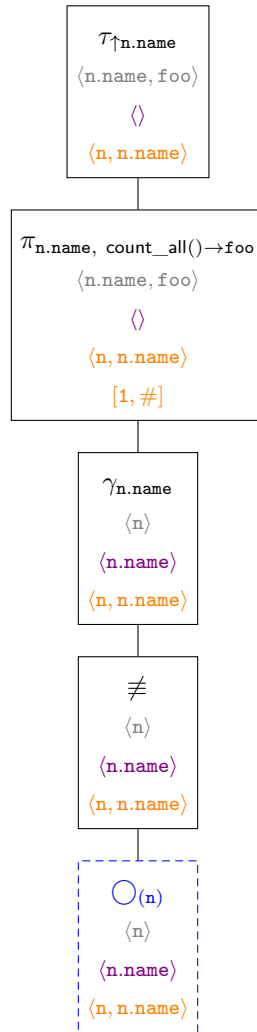 τ↑n.name
⟨n.name, foo⟩
⟨⟩
⟨n, n.name⟩
πn.name, count_all()→foo
⟨n.name, foo⟩
⟨⟩
⟨n, n.name⟩
[1, #]
γn.name
⟨n⟩
⟨n.name⟩
⟨n, n.name⟩
≢
⟨n⟩
⟨n.name⟩
⟨n, n.name⟩
◯(n)
⟨n⟩
⟨n.name⟩
⟨n, n.name⟩